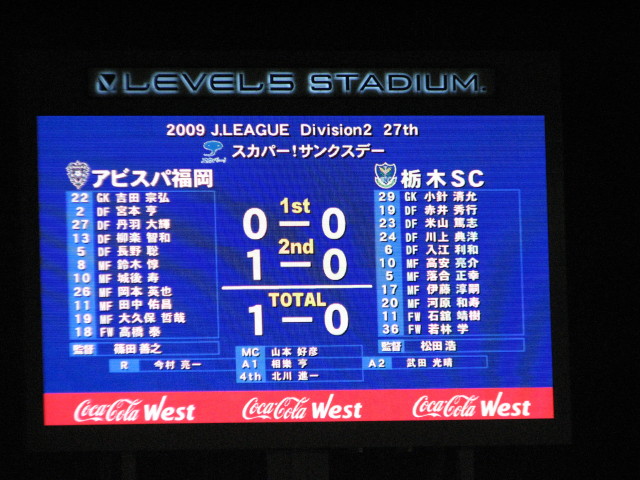 LEVEL5 STADIUM.
2009 J.LEAGUE Division2 27th
スカパー!サンクスデー
アビスパ福岡 栃木SC
22 GK 吉田 宗弘
2 DF 宮本 亨
27 DF 丹羽 大輝
13 DF 柳楽 智和
5 DF 長野 聡
8 MF 鈴木 惇
10 MF 城後 寿
26 MF 岡本 英也
11 MF 田中 佑昌
19 MF 大久保 哲哉
18 FW 高橋 泰
監督 篠田 善之
1st
0 ー 0
2nd
1 ー 0
TOTAL
1 ー 0
29 GK 小針 清允
19 DF 赤井 秀行
23 DF 米山 篤志
24 DF 川上 典洋
6 DF 入江 利和
10 MF 高安 亮介
5 MF 落合 正幸
17 MF 伊藤 淳嗣
20 MF 河原 和寿
11 FW 石舘 靖樹
36 FW 若林 学
監督 松田 浩
R 今村 亮一
MC 山本 好彦
A1 相樂 亨
4th 北川 進一
A2 武田 光晴
Coca-Cola West Coca-Cola West Coca-Cola West